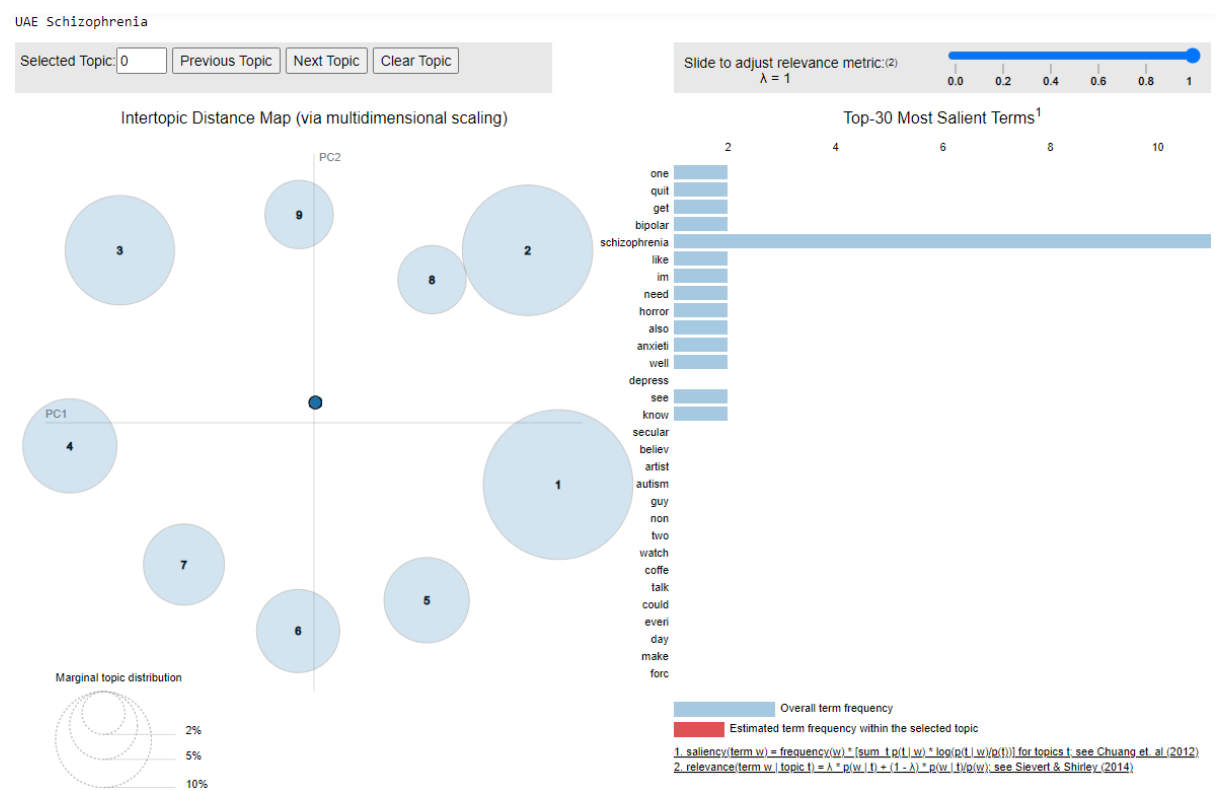 UAE Schizophrenia
Selected Topic: 0 Previous Topic Next Topic Clear Topic
Slide to adjust relevance metric:(2)
λ = 1
0.0 0.2 0.4 0.6 0.8 1
Intertopic Distance Map (via multidimensional scaling)
PC2
PC1
9
3
2
8
4
1
7
5
6
Marginal topic distribution
2%
5%
10%
Top-30 Most Salient Terms1
2 4 6 8 10
one
quit
get
bipolar
schizophrenia
like
im
need
horror
also
anxieti
well
depress
see
know
secular
believ
artist
autism
guy
non
two
watch
coffe
talk
could
everi
day
make
forc
Overall term frequency
Estimated term frequency within the selected topic
1. saliency(term w) = frequency(w) * [sum_t p(t | w) * log(p(t | w)/p(t))] for topics t; see Chuang et. al (2012)
2. relevance(term w | topic t) = λ * p(w | t) + (1 - λ) * p(w | t)/p(w); see Sievert & Shirley (2014)